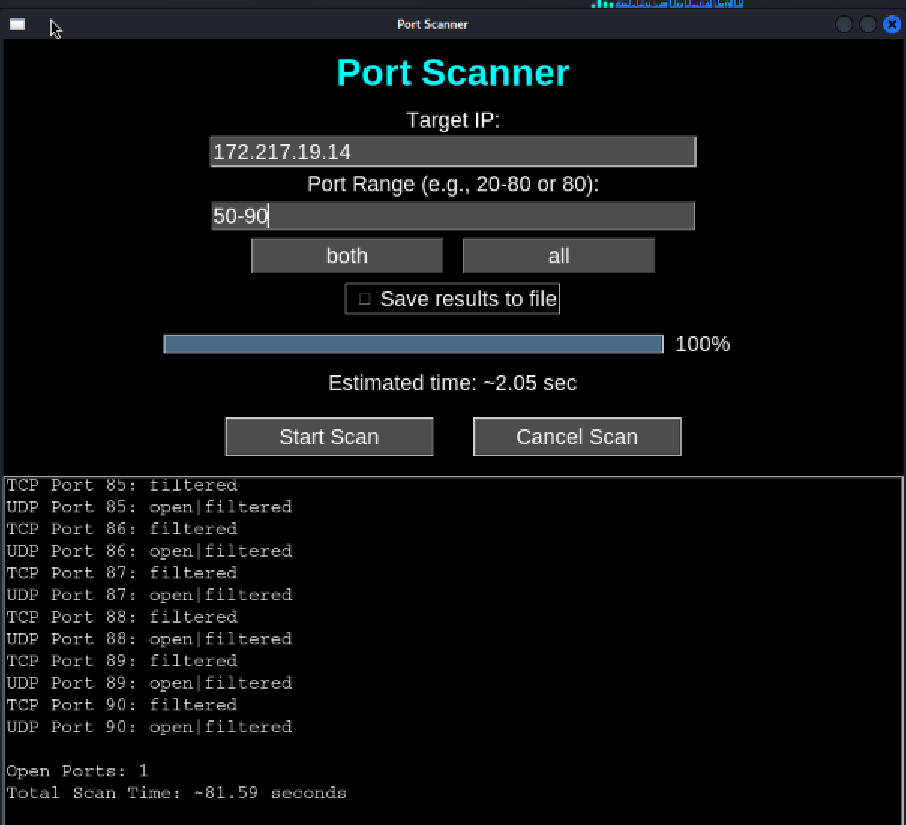 Port Scanner
Port Scanner
Target IP:
172.217.19.14
Port Range (e.g., 20-80 or 80):
50-90
both all
Save results to file
100%
Estimated time: ~2.05 sec
Start Scan Cancel Scan
TCP Port 85: filtered
UDP Port 85: open|filtered
TCP Port 86: filtered
UDP Port 86: open|filtered
TCP Port 87: filtered
UDP Port 87: open|filtered
TCP Port 88: filtered
UDP Port 88: open|filtered
TCP Port 89: filtered
UDP Port 89: open|filtered
TCP Port 90: filtered
UDP Port 90: open|filtered
Open Ports: 1
Total Scan Time: ~81.59 seconds